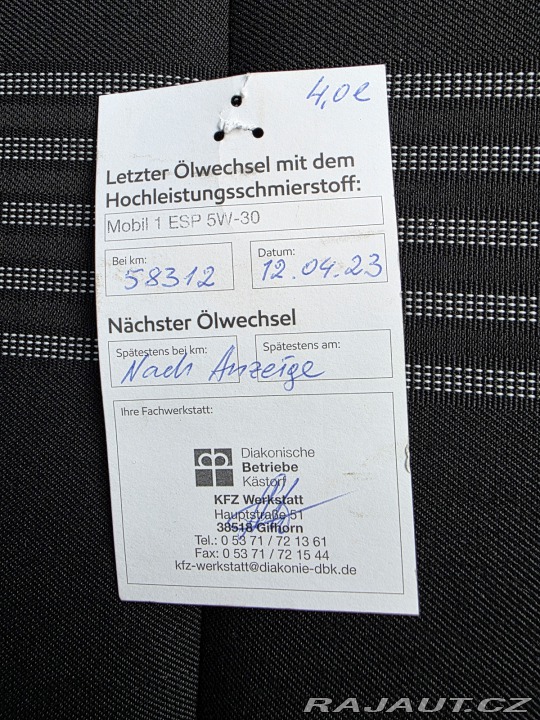 4,0 l
Letzter Ölwechsel mit dem
Hochleistungsschmierstoff:
Mobil 1 ESP 5W-30
Bei km: Datum:
58312 12.04.23
Nächster Ölwechsel
Spätestens bei km: Spätestens am:
Nach Anzeige
Ihre Fachwerkstatt:
Diakonische
Betriebe
Kästorf
KFZ Werkstatt
Hauptstraße 51
38518 Gifhorn
Tel.: 0 53 71 / 72 13 61
Fax: 0 53 71 / 72 15 44
kfz-werkstatt@diakonie-dbk.de
RAJAUT.CZ